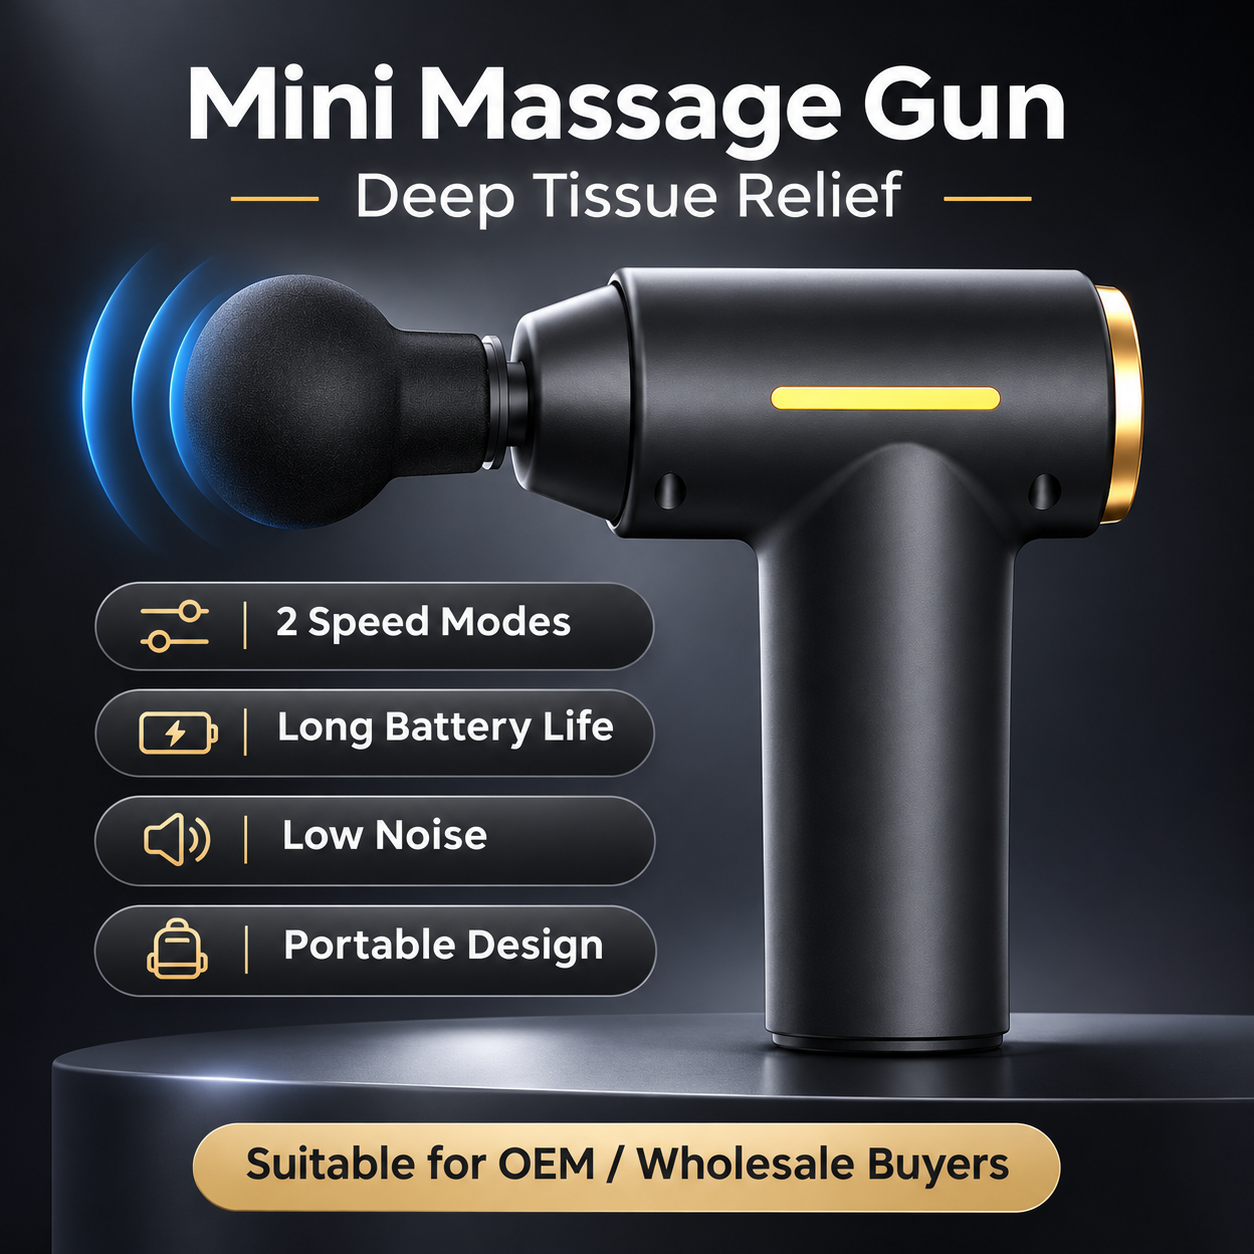 Mini Massage Gun
Deep Tissue Relief
2 Speed Modes
Long Battery Life
Low Noise
Portable Design
Suitable for OEM / Wholesale Buyers